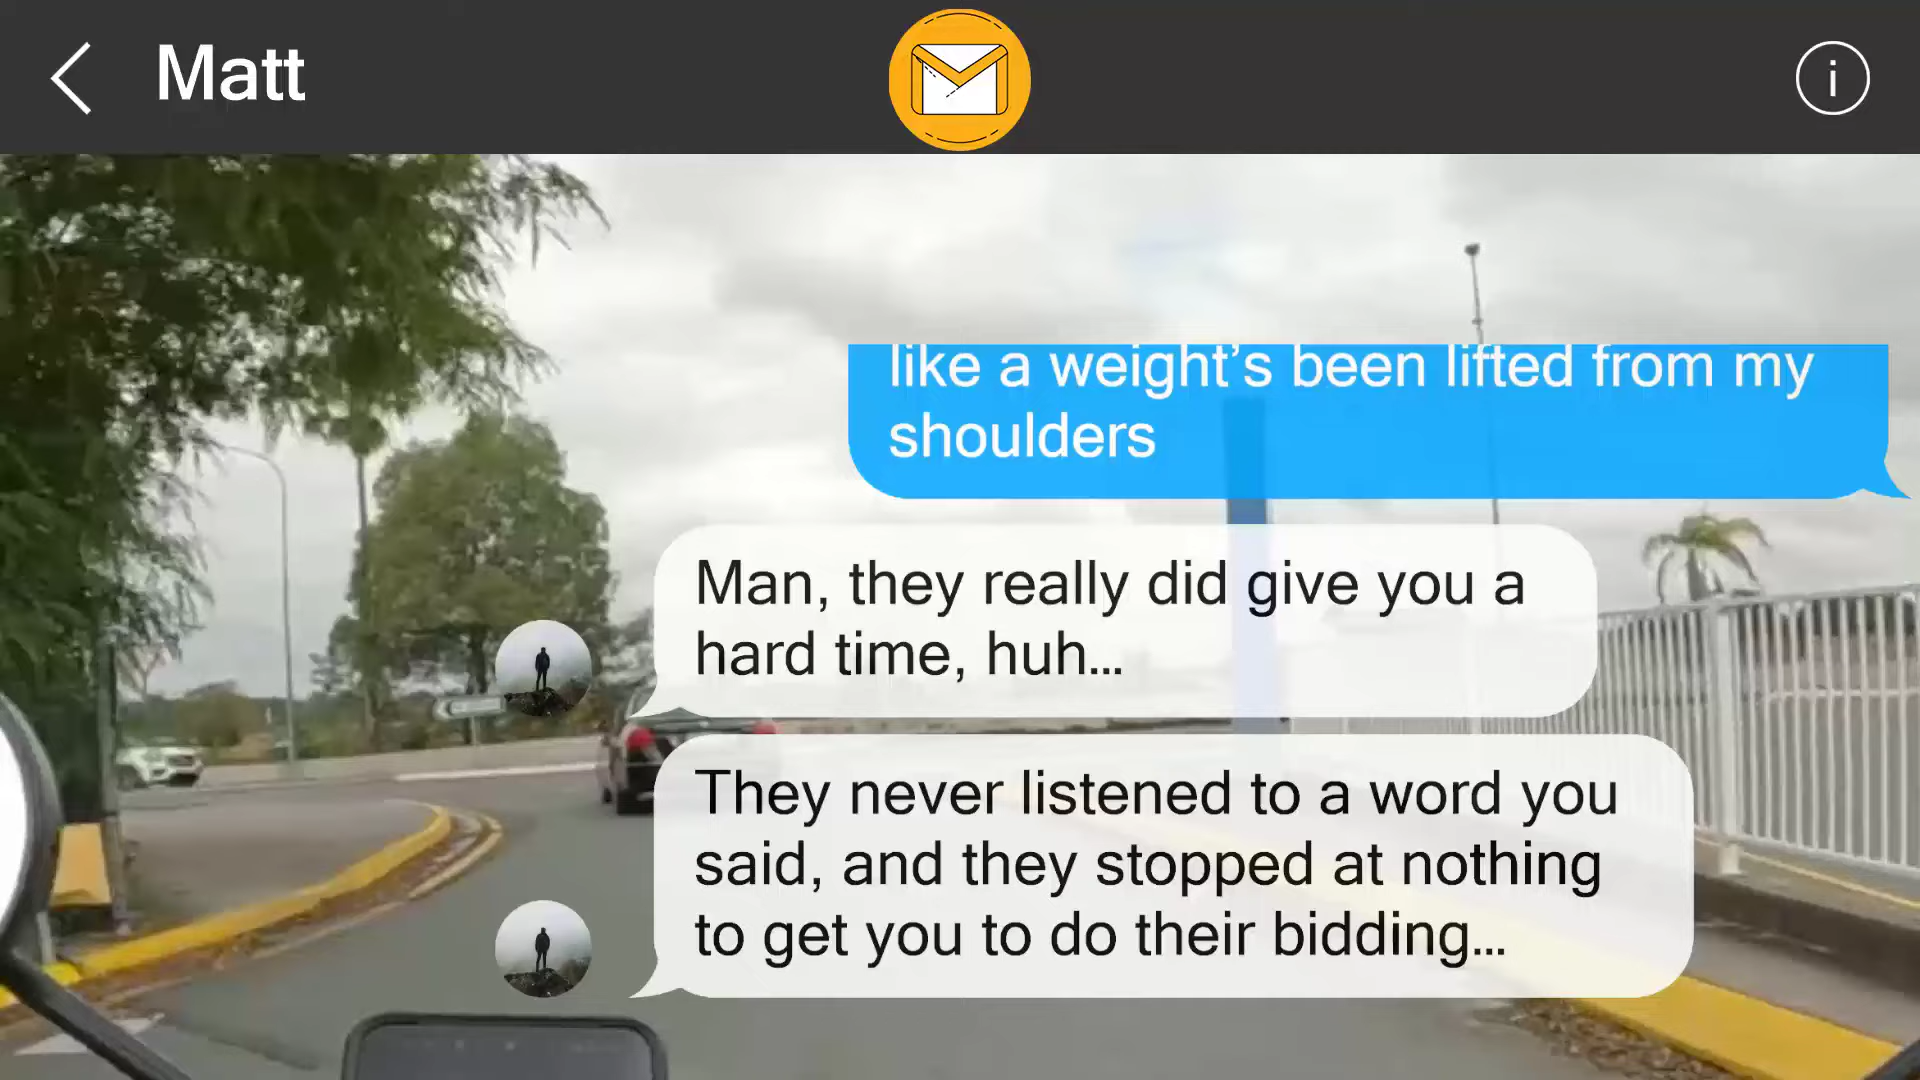 Matt
i
like a weight’s been lifted from my
shoulders
Man, they really did give you a
hard time, huh...
They never listened to a word you
said, and they stopped at nothing
to get you to do their bidding...